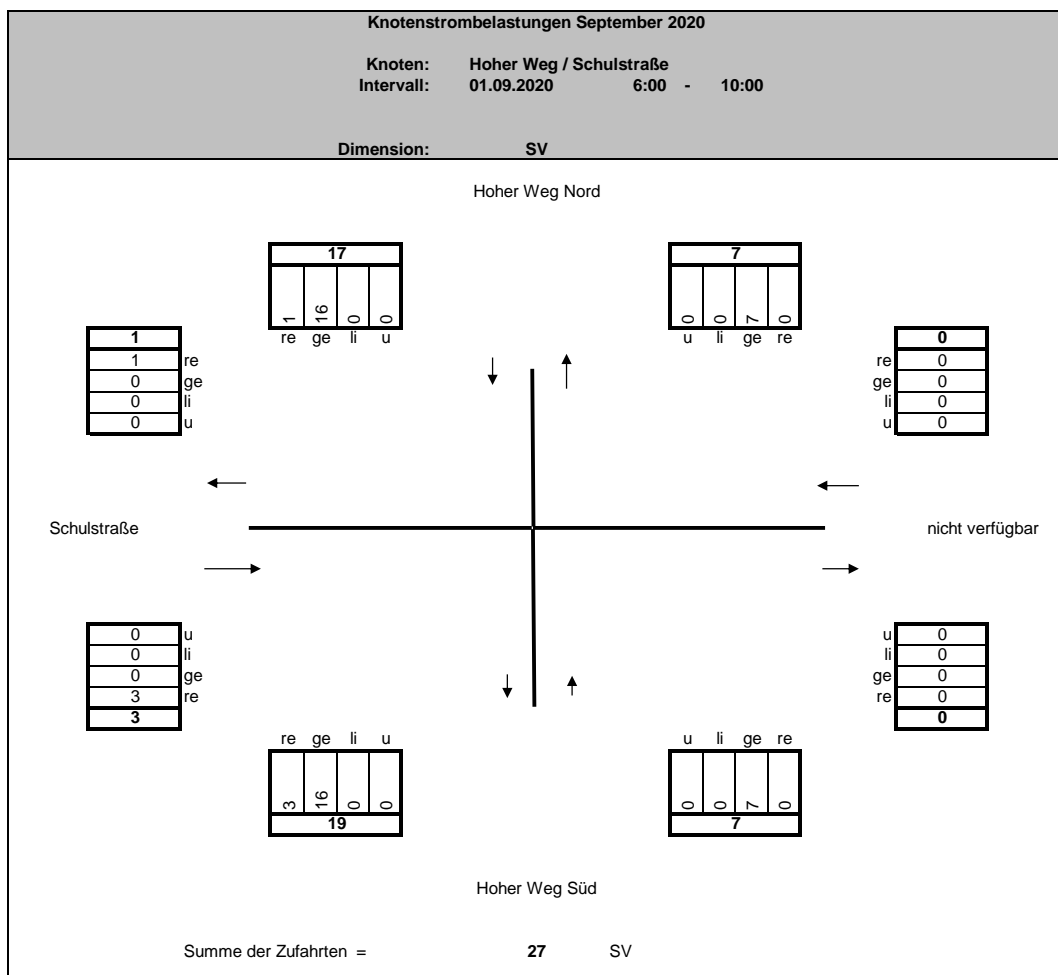 Knotenstrombelastungen September 2020
Knoten: Hoher Weg / Schulstraße
Intervall: 01.09.2020 6:00 - 10:00
Dimension: SV
Hoher Weg Nord
17
1 16 0 0
re ge li u
7
0 0 7 0
u li ge re
1
1 re
0 ge
0 li
0 u
0
re 0
ge 0
li 0
u 0
Schulstraße
nicht verfügbar
0 u
0 li
0 ge
3 re
3
u 0
li 0
ge 0
re 0
0
re ge li u
3 16 0 0
19
u li ge re
0 0 7 0
7
Hoher Weg Süd
Summe der Zufahrten = 27 SV